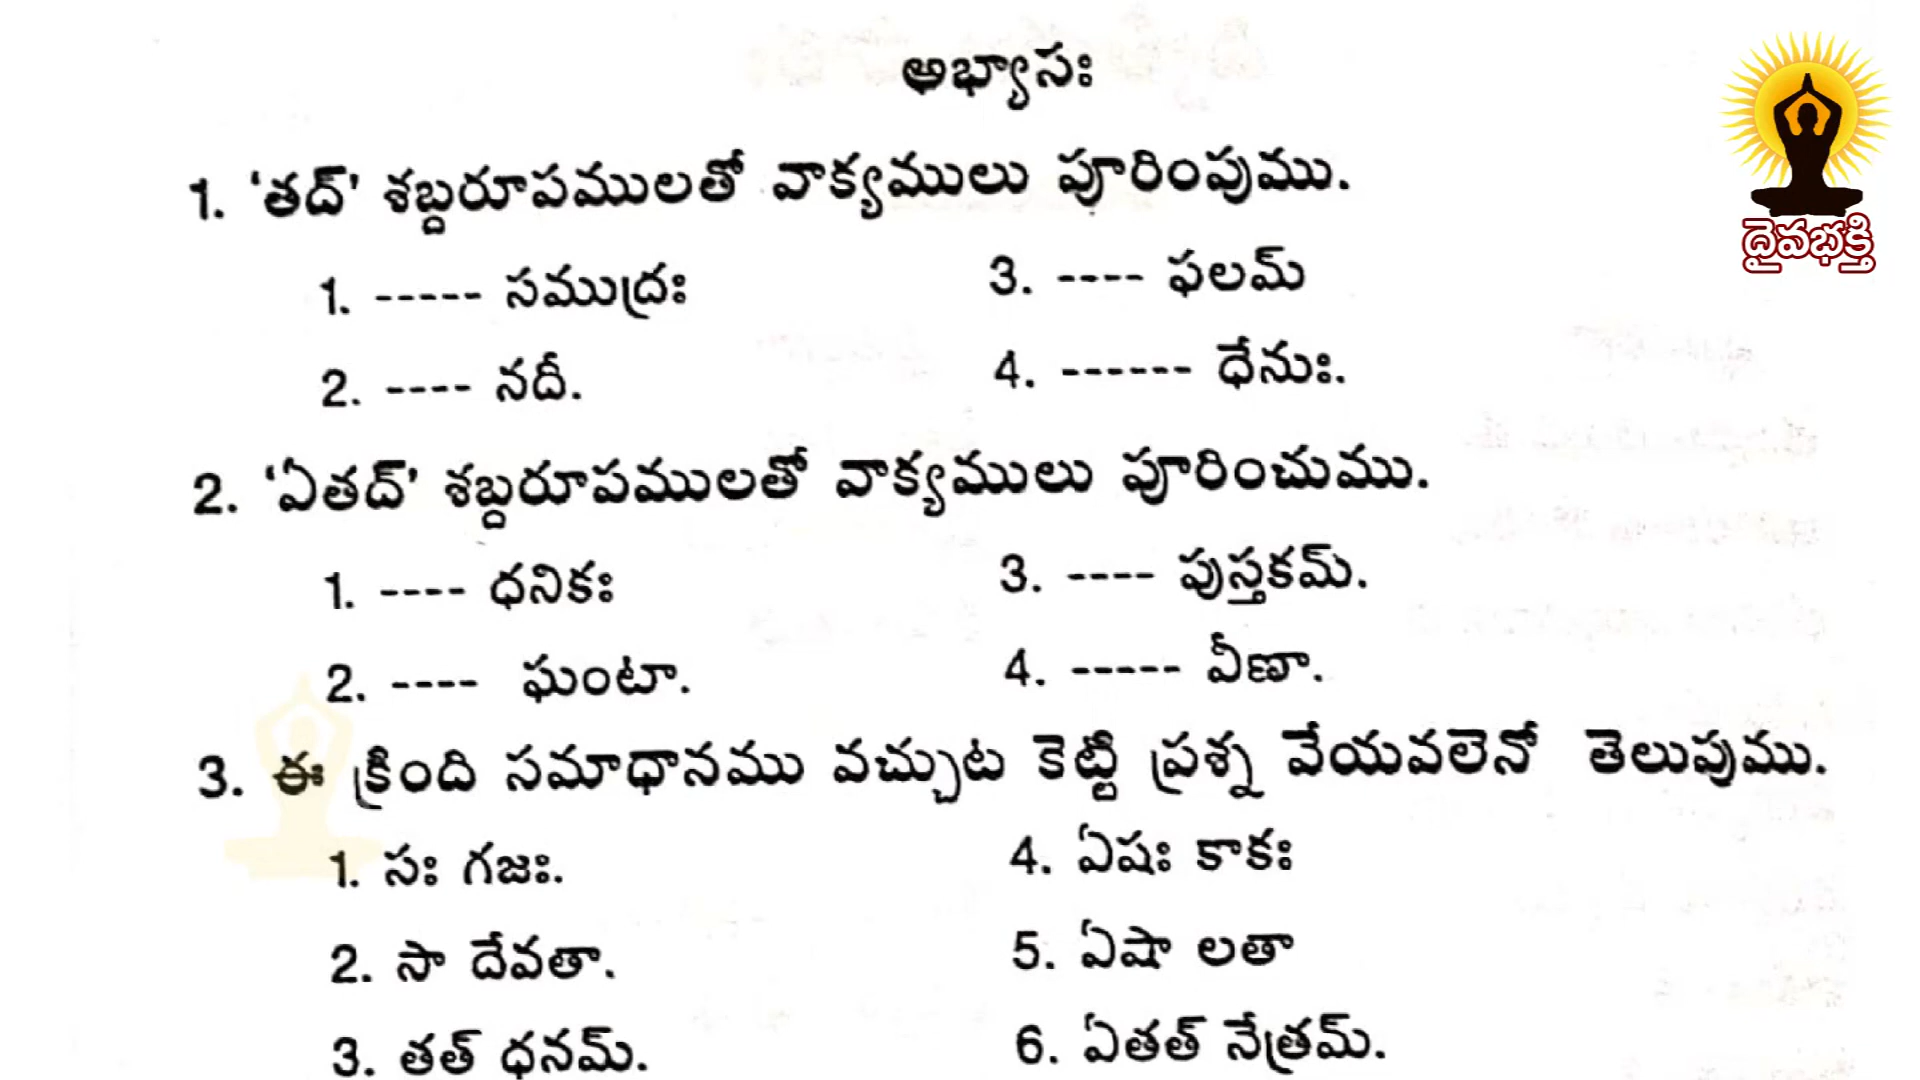 అభ్యాసః
దైవభక్తి
1. 'తద్' శబ్దరూపములతో వాక్యములు పూరింపుము.
1. ----- సముద్రః 3. ---- ఫలమ్
2. ---- నదీ. 4. ------ ధేనుః.
2. 'ఏతద్' శబ్దరూపములతో వాక్యములు పూరించుము.
1. ---- ధనికః 3. ---- పుస్తకమ్.
2. ---- ఘంటా. 4. ----- వీణా.
3. ఈ క్రింది సమాధానము వచ్చుట కెట్టి ప్రశ్న వేయవలెనో తెలుపుము.
1. సః గజః. 4. ఏషః కాకః
2. సా దేవతా. 5. ఏషా లతా
3. తత్ ధనమ్. 6. ఏతత్ నేత్రమ్.